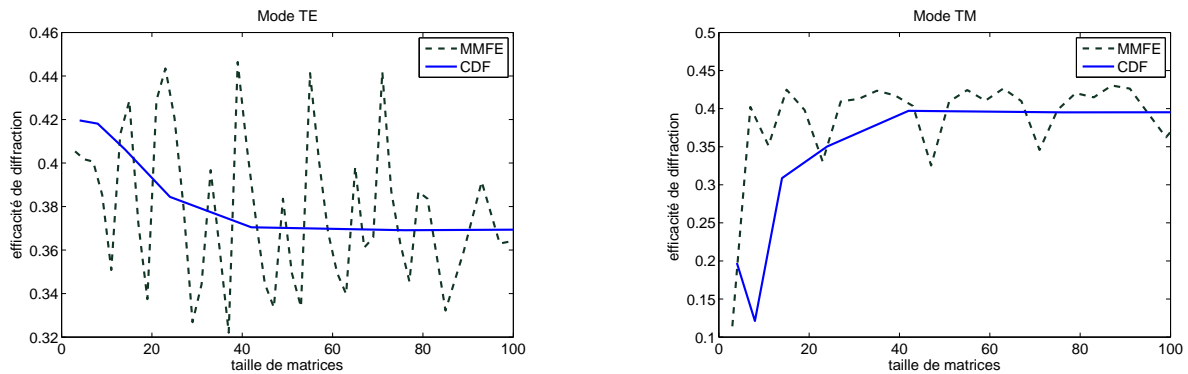 Mode TE
0.46
0.44
0.42
0.4
0.38
0.36
0.34
0.32
0
20
40
60
80
100
efficacité de diffraction
taille de matrices
MMFE
CDF
Mode TM
0.5
0.45
0.4
0.35
0.3
0.25
0.2
0.15
0.1
0
20
40
60
80
100
efficacité de diffraction
taille de matrices
MMFE
CDF